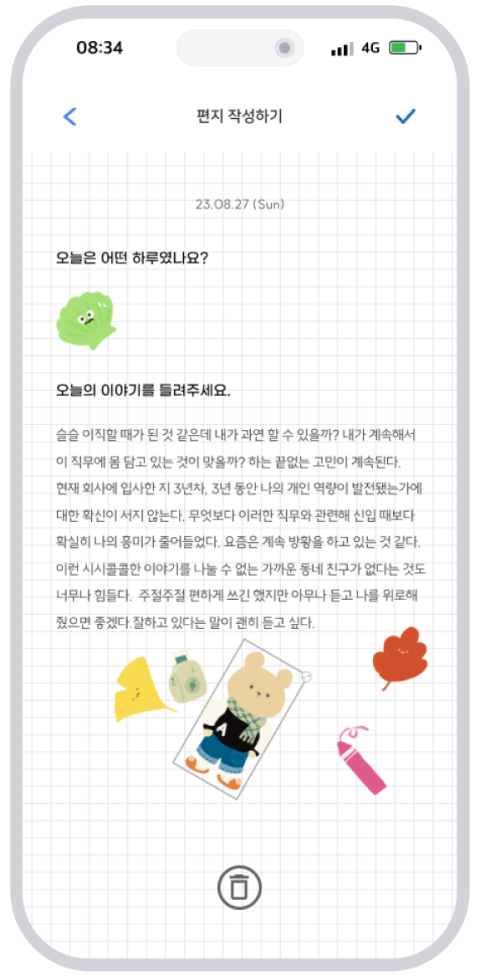 08:34
4G
편지 작성하기
23.08.27 (Sun)
오늘은 어떤 하루였나요?
오늘의 이야기를 들려주세요.
슬슬 이직할 때가 된 것 같은데 내가 과연 할 수 있을까? 내가 계속해서
이 직무에 몸 담고 있는 것이 맞을까? 하는 끝없는 고민이 계속된다.
현재 회사에 입사한 지 3년차, 3년 동안 나의 개인 역량이 발전됐는가에
대한 확신이 서지 않는다. 무엇보다 이러한 직무와 관련해 신입 때보다
확실히 나의 흥미가 줄어들었다. 요즘은 계속 방황을 하고 있는 것 같다.
이런 시시콜콜한 이야기를 나눌 수 없는 가까운 동네 친구가 없다는 것도
너무나 힘들다. 주절주절 편하게 쓰긴 했지만 아무나 듣고 나를 위로해
줬으면 좋겠다.잘하고 있다는 말이 괜히 듣고 싶다.
A